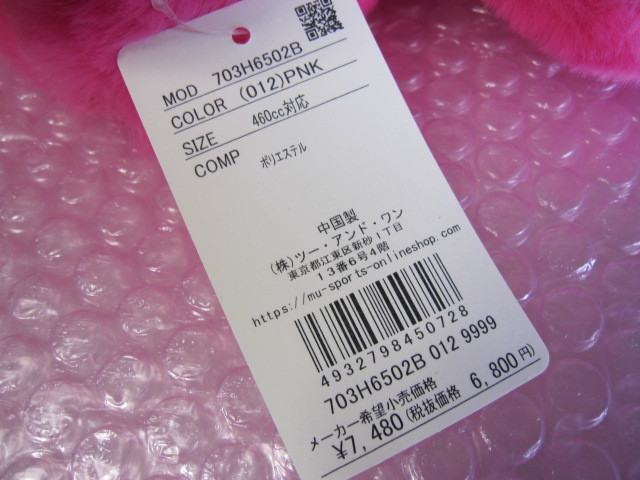 MOD 703H6502B
COLOR (012)PNK
SIZE 460cc対応
COMP ポリエステル
中国製
(株)ツー・アンド・ワン
東京都江東区新砂1丁目
13番6号4階
https://mu-sports-onlineshop.com
4932798450728
703H6502B 012 9999
メーカー希望小売価格
¥7,480(税抜価格 6,800円)